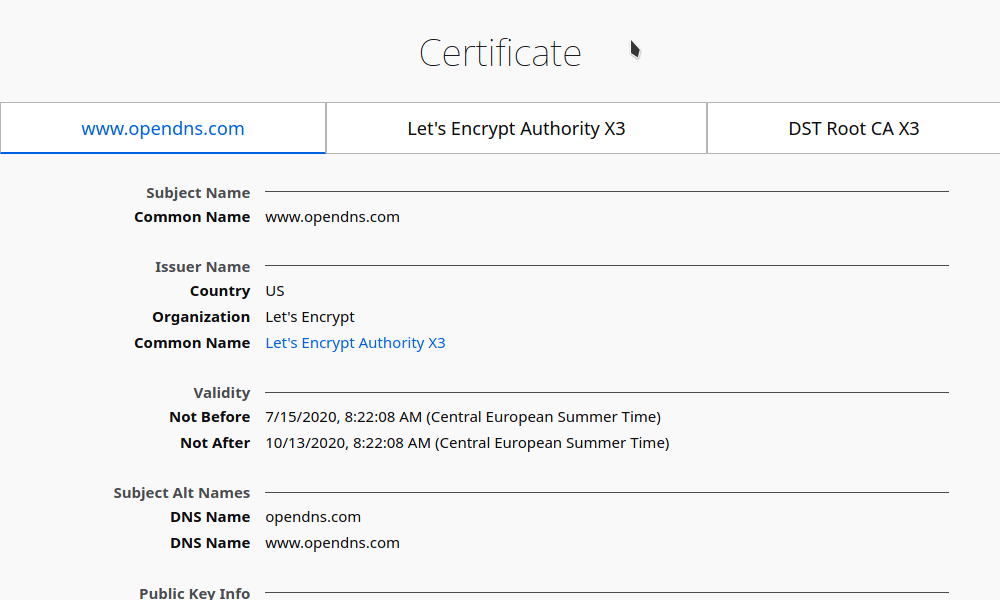 Certificate
www.opendns.com Let's Encrypt Authority X3 DST Root CA X3
Subject Name
Common Name www.opendns.com
Issuer Name
Country US
Organization Let's Encrypt
Common Name Let's Encrypt Authority X3
Validity
Not Before 7/15/2020, 8:22:08 AM (Central European Summer Time)
Not After 10/13/2020, 8:22:08 AM (Central European Summer Time)
Subject Alt Names
DNS Name opendns.com
DNS Name www.opendns.com
Public Key Info